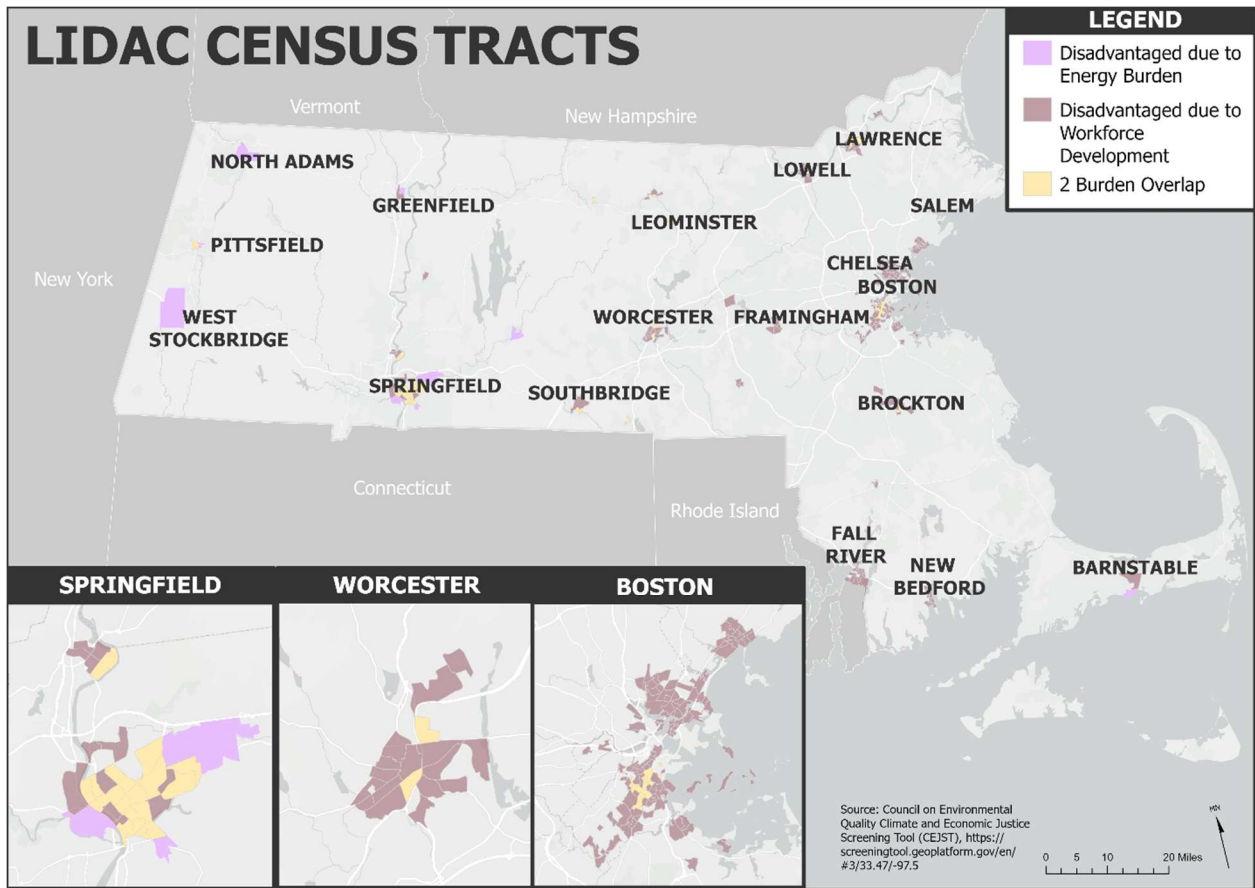 LIDAC CENSUS TRACTS
LEGEND
Disadvantaged due to
Energy Burden
Disadvantaged due to
Workforce
Development
2 Burden Overlap
Vermont
New Hampshire
New York
Connecticut
Rhode Island
LAWRENCE
LOWELL
NORTH ADAMS
GREENFIELD
LEOMINSTER
SALEM
PITTSFIELD
CHELSEA
BOSTON
WEST
STOCKBRIDGE
WORCESTER
FRAMINGHAM
SPRINGFIELD
SOUTHBRIDGE
BROCKTON
FALL
RIVER
NEW
BEDFORD
BARNSTABLE
SPRINGFIELD
WORCESTER
BOSTON
Source: Council on Environmental
Quality Climate and Economic Justice
Screening Tool (CEJST), https://
screeningtool.geoplatform.gov/en/
#3/33.47/-97.5
0 5 10 20 Miles
MN